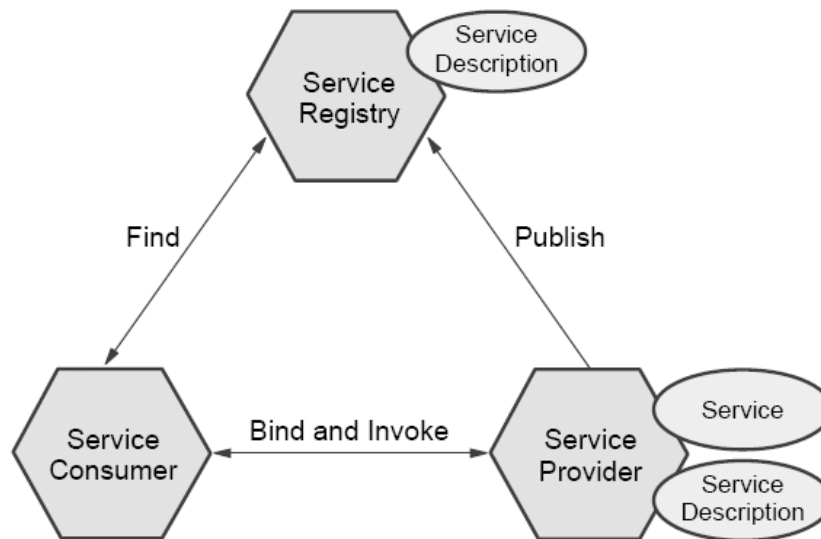 Service
Description
Service
Registry
Find
Publish
Service
Consumer
Bind and Invoke
Service
Provider
Service
Service
Description